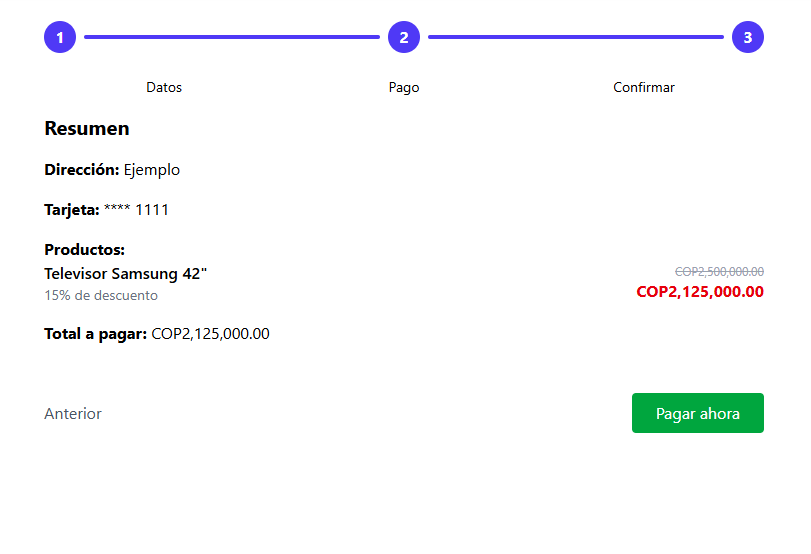 1 2 3
Datos Pago Confirmar
Resumen
Dirección: Ejemplo
Tarjeta: **** 1111
Productos:
Televisor Samsung 42"
COP2,500,000.00
15% de descuento
COP2,125,000.00
Total a pagar: COP2,125,000.00
Anterior Pagar ahora